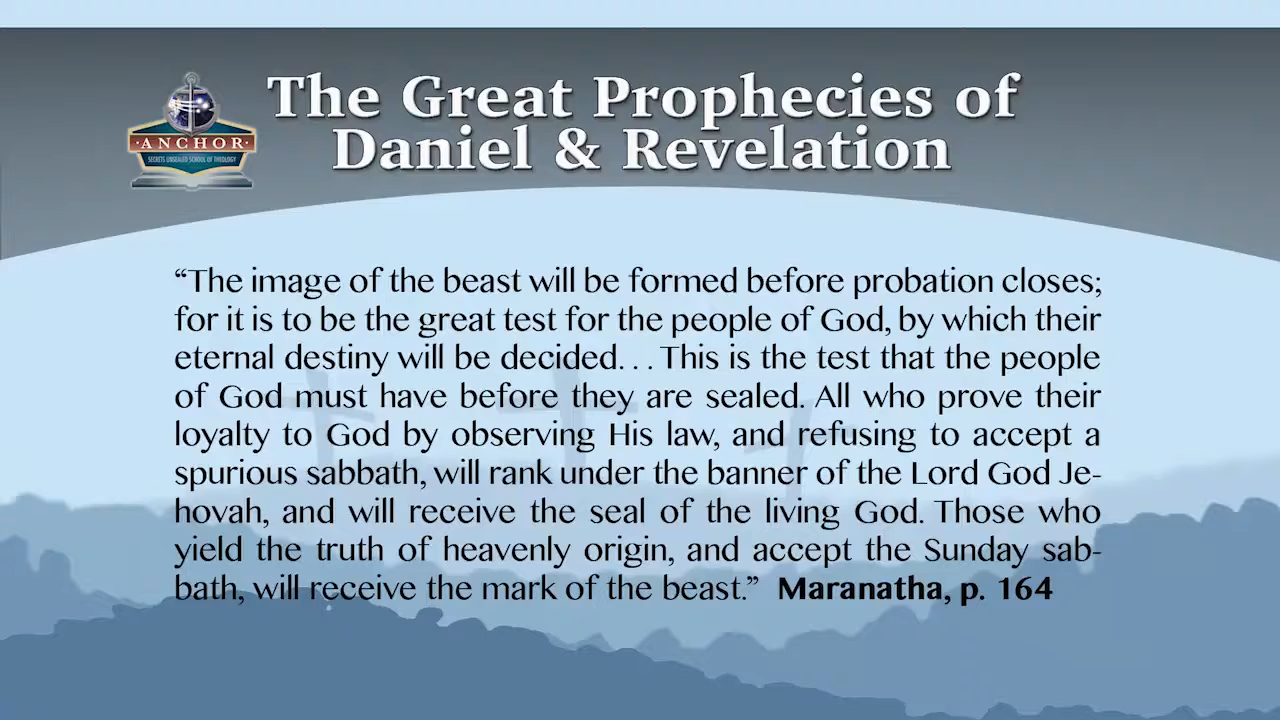 The Great Prophecies of
Daniel & Revelation
·ANCHOR·
SECRETS UNSEALED SCHOOL OF THEOLOGY
“The image of the beast will be formed before probation closes;
for it is to be the great test for the people of God, by which their
eternal destiny will be decided. . . This is the test that the people
of God must have before they are sealed. All who prove their
loyalty to God by observing His law, and refusing to accept a
spurious sabbath, will rank under the banner of the Lord God Je-
hovah, and will receive the seal of the living God. Those who
yield the truth of heavenly origin, and accept the Sunday sab-
bath, will receive the mark of the beast.” Maranatha, p. 164